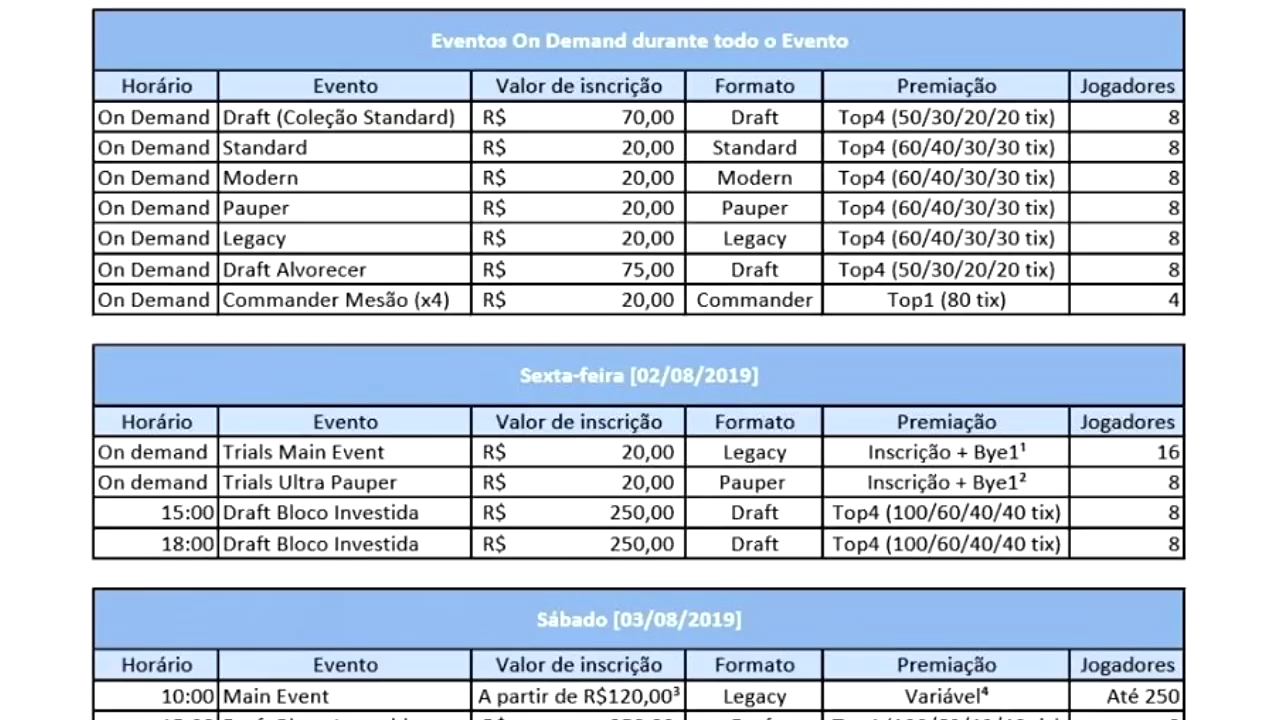 Eventos On Demand durante todo o Evento
Horário Evento Valor de isncrição Formato Premiação Jogadores
On Demand Draft (Coleção Standard) R$ 70,00 Draft Top4 (50/30/20/20 tix) 8
On Demand Standard R$ 20,00 Standard Top4 (60/40/30/30 tix) 8
On Demand Modern R$ 20,00 Modern Top4 (60/40/30/30 tix) 8
On Demand Pauper R$ 20,00 Pauper Top4 (60/40/30/30 tix) 8
On Demand Legacy R$ 20,00 Legacy Top4 (60/40/30/30 tix) 8
On Demand Draft Alvorecer R$ 75,00 Draft Top4 (50/30/20/20 tix) 8
On Demand Commander Mesão (x4) R$ 20,00 Commander Top1 (80 tix) 4
Sexta-feira [02/08/2019]
Horário Evento Valor de inscrição Formato Premiação Jogadores
On demand Trials Main Event R$ 20,00 Legacy Inscrição + Bye1¹ 16
On demand Trials Ultra Pauper R$ 20,00 Pauper Inscrição + Bye1² 8
15:00 Draft Bloco Investida R$ 250,00 Draft Top4 (100/60/40/40 tix) 8
18:00 Draft Bloco Investida R$ 250,00 Draft Top4 (100/60/40/40 tix) 8
Sábado [03/08/2019]
Horário Evento Valor de inscrição Formato Premiação Jogadores
10:00 Main Event A partir de R$120,00³ Legacy Variável⁴ Até 250